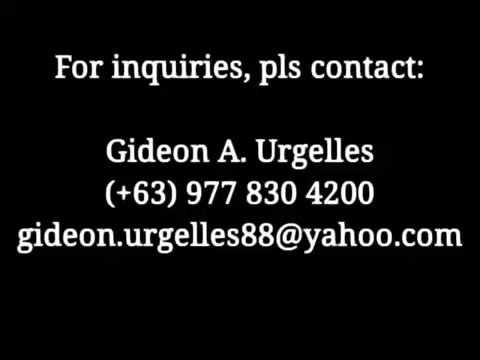 For inquiries, pls contact:
Gideon A. Urgelles
(+63) 977 830 4200
gideon.urgelles88@yahoo.com